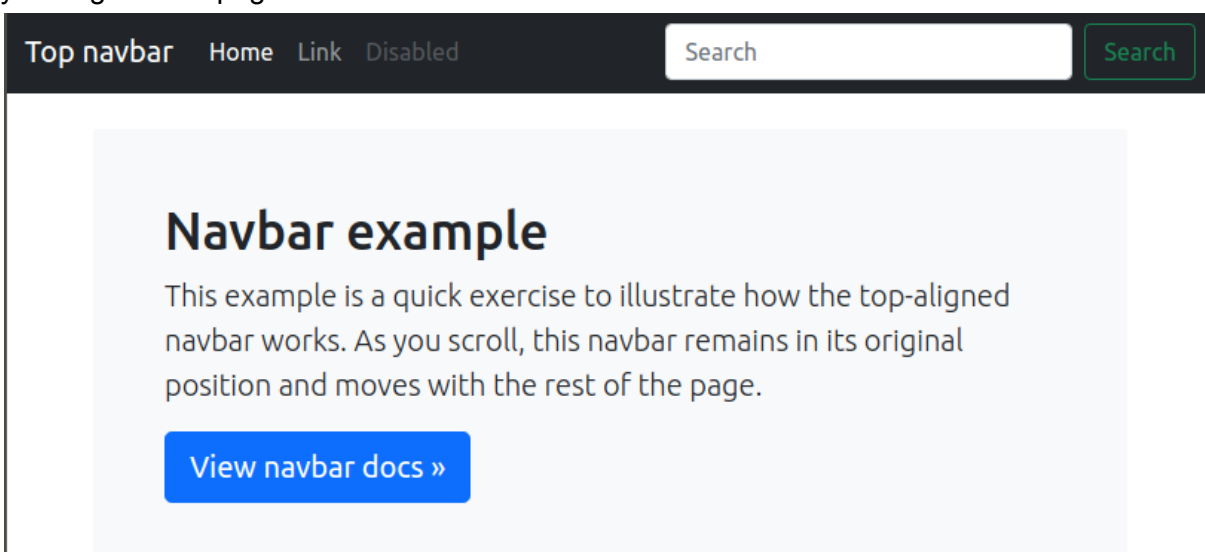 Top navbar Home Link Disabled Search Search
Navbar example
This example is a quick exercise to illustrate how the top-aligned
navbar works. As you scroll, this navbar remains in its original
position and moves with the rest of the page.
View navbar docs »